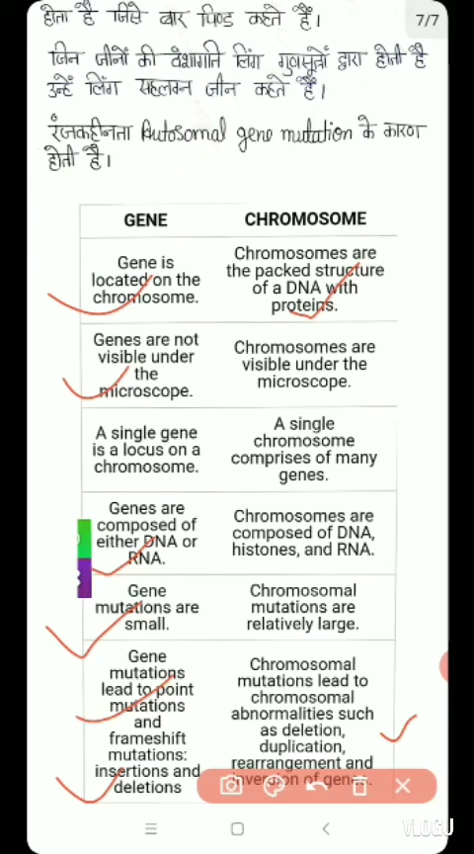 होता है जिसे बार पिण्ड कहते हैं।
7/7
जिन जीनों की वंशागति लिंग गुणसूत्रों द्वारा होती है
उन्हें लिंग सहलग्न जीन कहते हैं।
रंजकहीनता Autosomal gene mutation के कारण
होती है।
GENE
CHROMOSOME
Gene is
located on the
chromosome.
Chromosomes are
the packed structure
of a DNA with
proteins.
Genes are not
visible under
the
microscope.
Chromosomes are
visible under the
microscope.
A single gene
is a locus on a
chromosome.
A single
chromosome
comprises of many
genes.
Genes are
composed of
either DNA or
RNA.
Chromosomes are
composed of DNA,
histones, and RNA.
Gene
mutations are
small.
Chromosomal
mutations are
relatively large.
Gene
mutations
lead to point
mutations
and
frameshift
mutations:
insertions and
deletions
Chromosomal
mutations lead to
chromosomal
abnormalities such
as deletion,
duplication,
rearrangement and
inversion of genes.